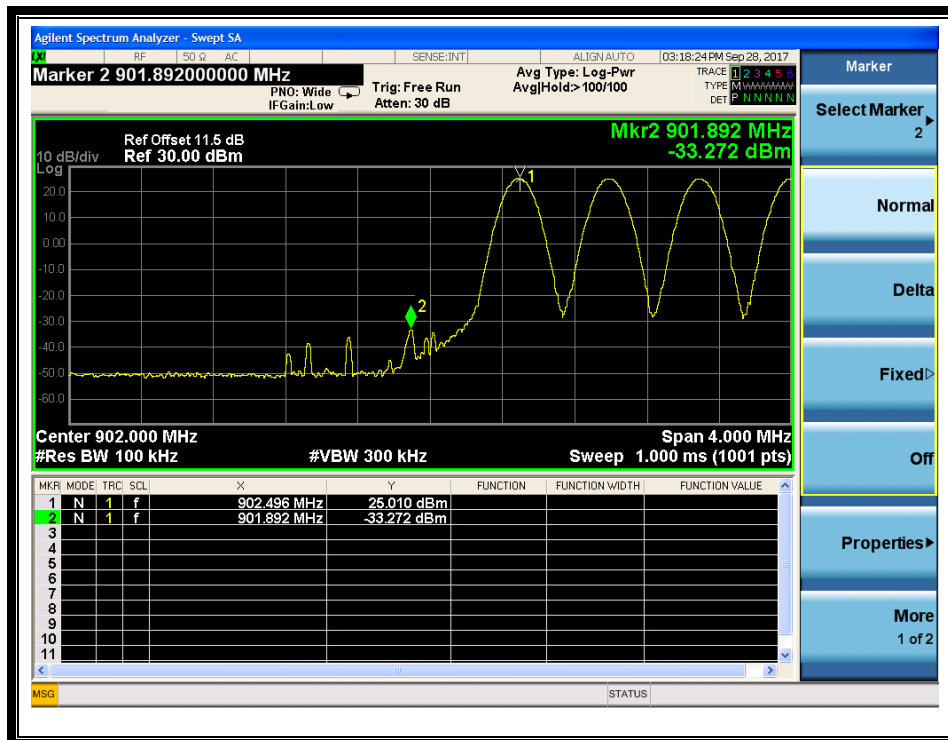 Agilent Spectrum Analyzer - Swept SA
LXI RF 50 Ω AC SENSE:INT ALIGN AUTO 03:18:24 PM Sep 28, 2017
Marker 2 901.892000000 MHz
PNO: Wide
IFGain:Low
Trig: Free Run
Atten: 30 dB
Avg Type: Log-Pwr
Avg|Hold:>100/100
TRACE 1 2 3 4 5 6
TYPE M WWWWW
DET P N N N N N
Mkr2 901.892 MHz
-33.272 dBm
Ref Offset 11.5 dB
10 dB/div Ref 30.00 dBm
Log
20.0
10.0
0.00
-10.0
-20.0
-30.0
-40.0
-50.0
-60.0
1
2
Center 902.000 MHz Span 4.000 MHz
#Res BW 100 kHz #VBW 300 kHz Sweep 1.000 ms (1001 pts)
MKR MODE TRC SCL X Y FUNCTION FUNCTION WIDTH FUNCTION VALUE
1 N 1 f 902.496 MHz 25.010 dBm
2 N 1 f 901.892 MHz -33.272 dBm
3
4
5
6
7
8
9
10
11
MSG STATUS
Marker
Select Marker
2
Normal
Delta
Fixed
Off
Properties
More
1 of 2